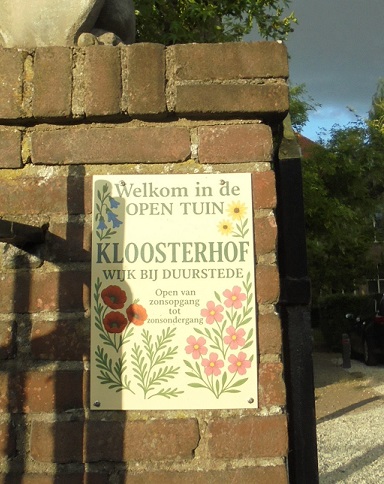 Welkom in de
OPEN TUIN
KLOOSTERHOF
WIJK BIJ DUURSTEDE
Open van
zonsopgang
tot
zonsondergang